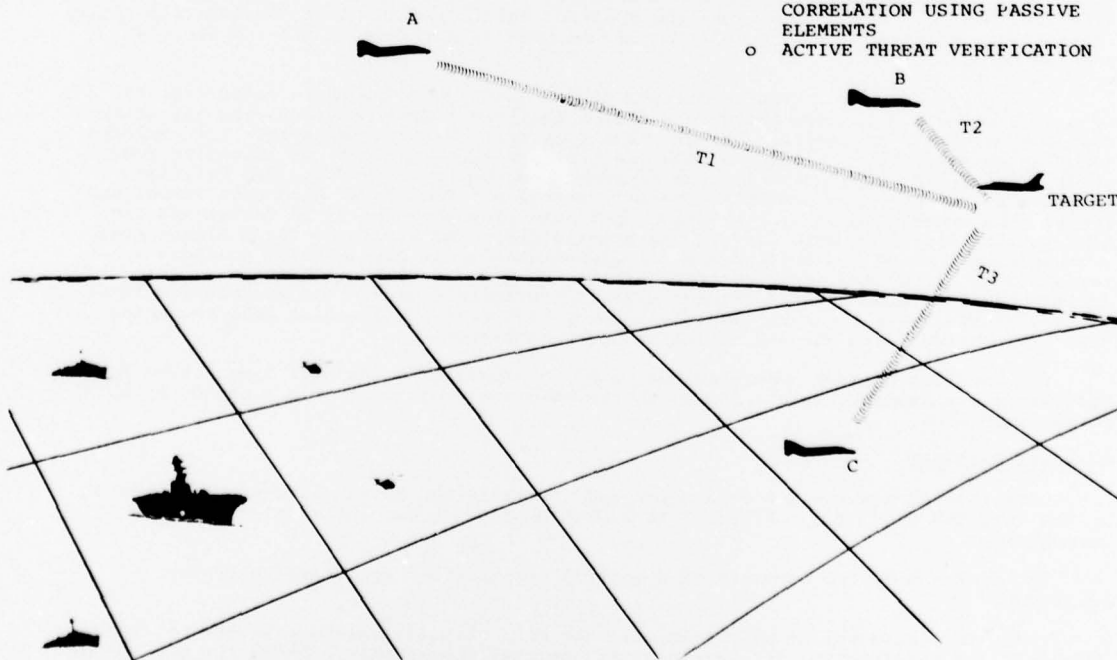 CORRELATION USING PASSIVE
ELEMENTS
o ACTIVE THREAT VERIFICATION
A
B
T2
T1
TARGET
T3
C